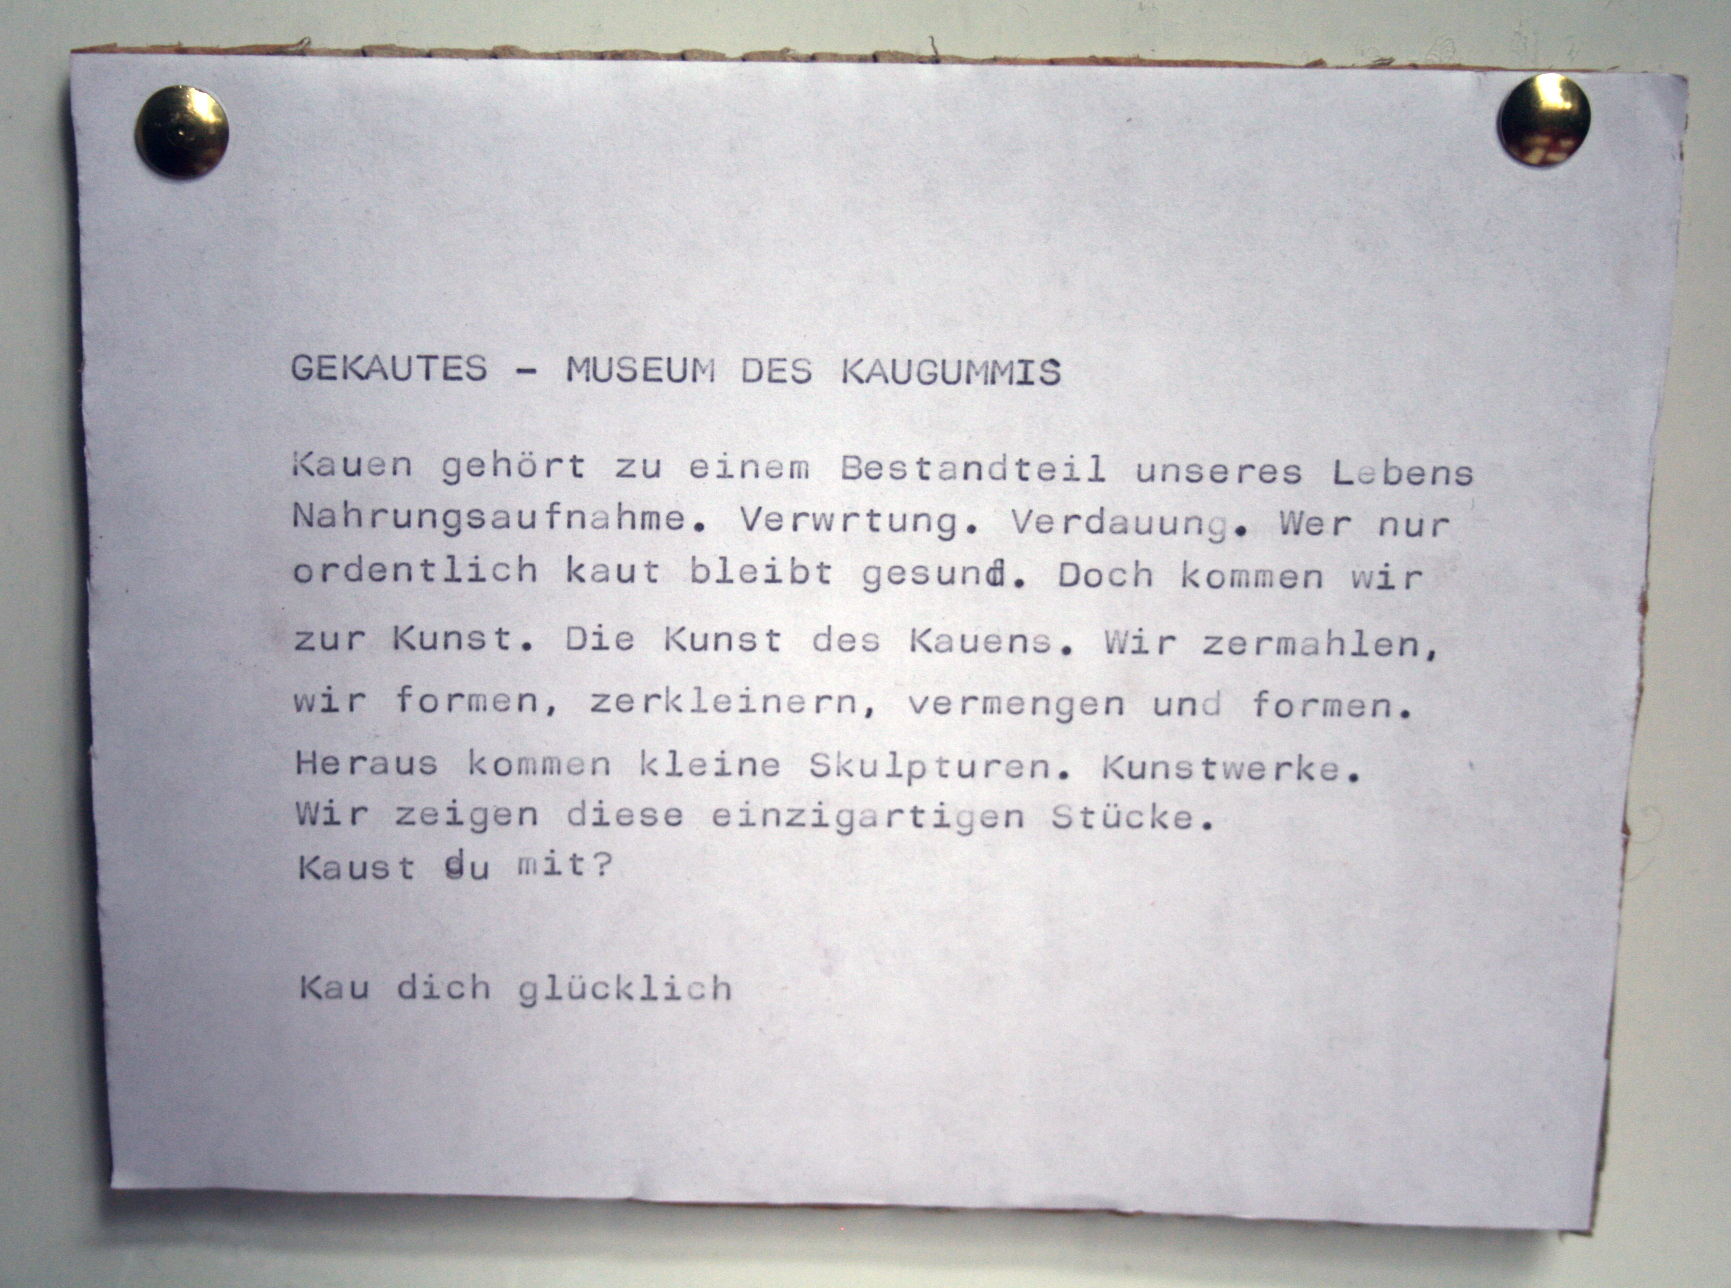 GEKAUTES - MUSEUM DES KAUGUMMIS
Kauen gehört zu einem Bestandteil unseres Lebens
Nahrungsaufnahme. Verwrtung. Verdauung. Wer nur
ordentlich kaut bleibt gesund. Doch kommen wir
zur Kunst. Die Kunst des Kauens. Wir zermahlen,
wir formen, zerkleinern, vermengen und formen.
Heraus kommen kleine Skulpturen. Kunstwerke.
Wir zeigen diese einzigartigen Stücke.
Kaust du mit?
Kau dich glücklich